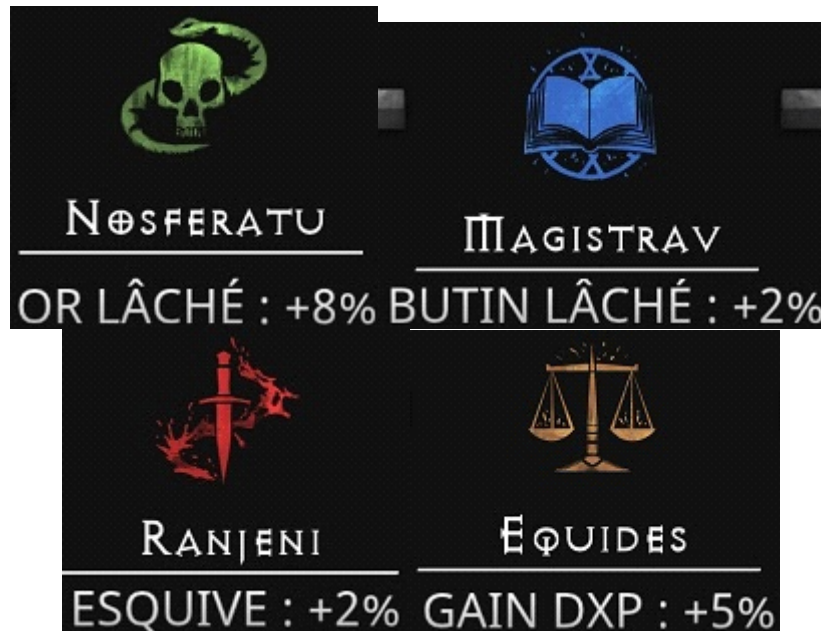 Nosferatu
OR LÂCHÉ : +8%
Magistrav
BUTIN LÂCHÉ : +2%
Ranjeni
ESQUIVE : +2%
Equides
GAIN DXP : +5%